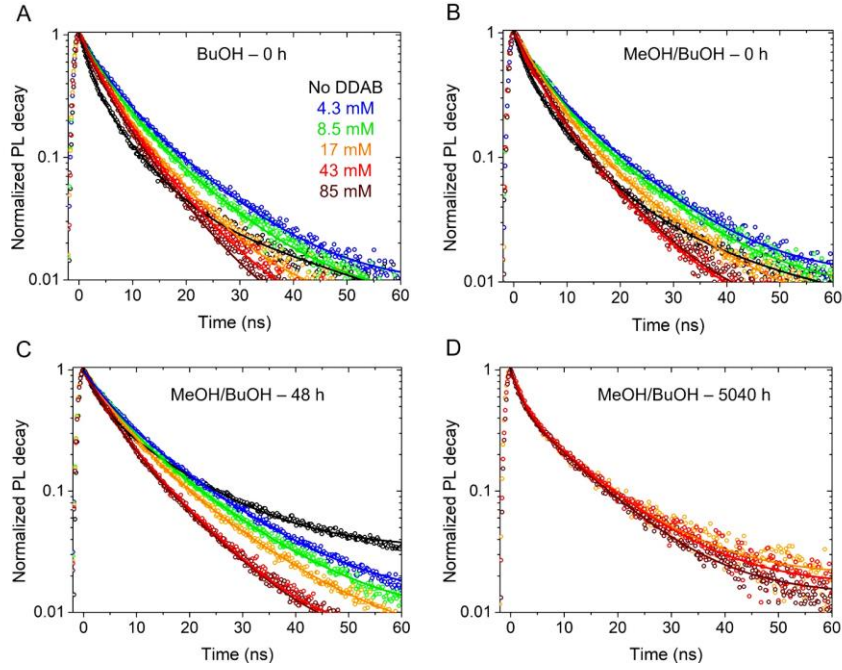 A
BuOH – 0 h
No DDAB
4.3 mM
8.5 mM
17 mM
43 mM
85 mM
Normalized PL decay
1
0.1
0.01
0 10 20 30 40 50 60
Time (ns)
B
MeOH/BuOH – 0 h
Normalized PL decay
1
0.1
0.01
0 10 20 30 40 50 60
Time (ns)
C
MeOH/BuOH – 48 h
Normalized PL decay
1
0.1
0.01
0 10 20 30 40 50 60
Time (ns)
D
MeOH/BuOH – 5040 h
Normalized PL decay
1
0.1
0.01
0 10 20 30 40 50 60
Time (ns)